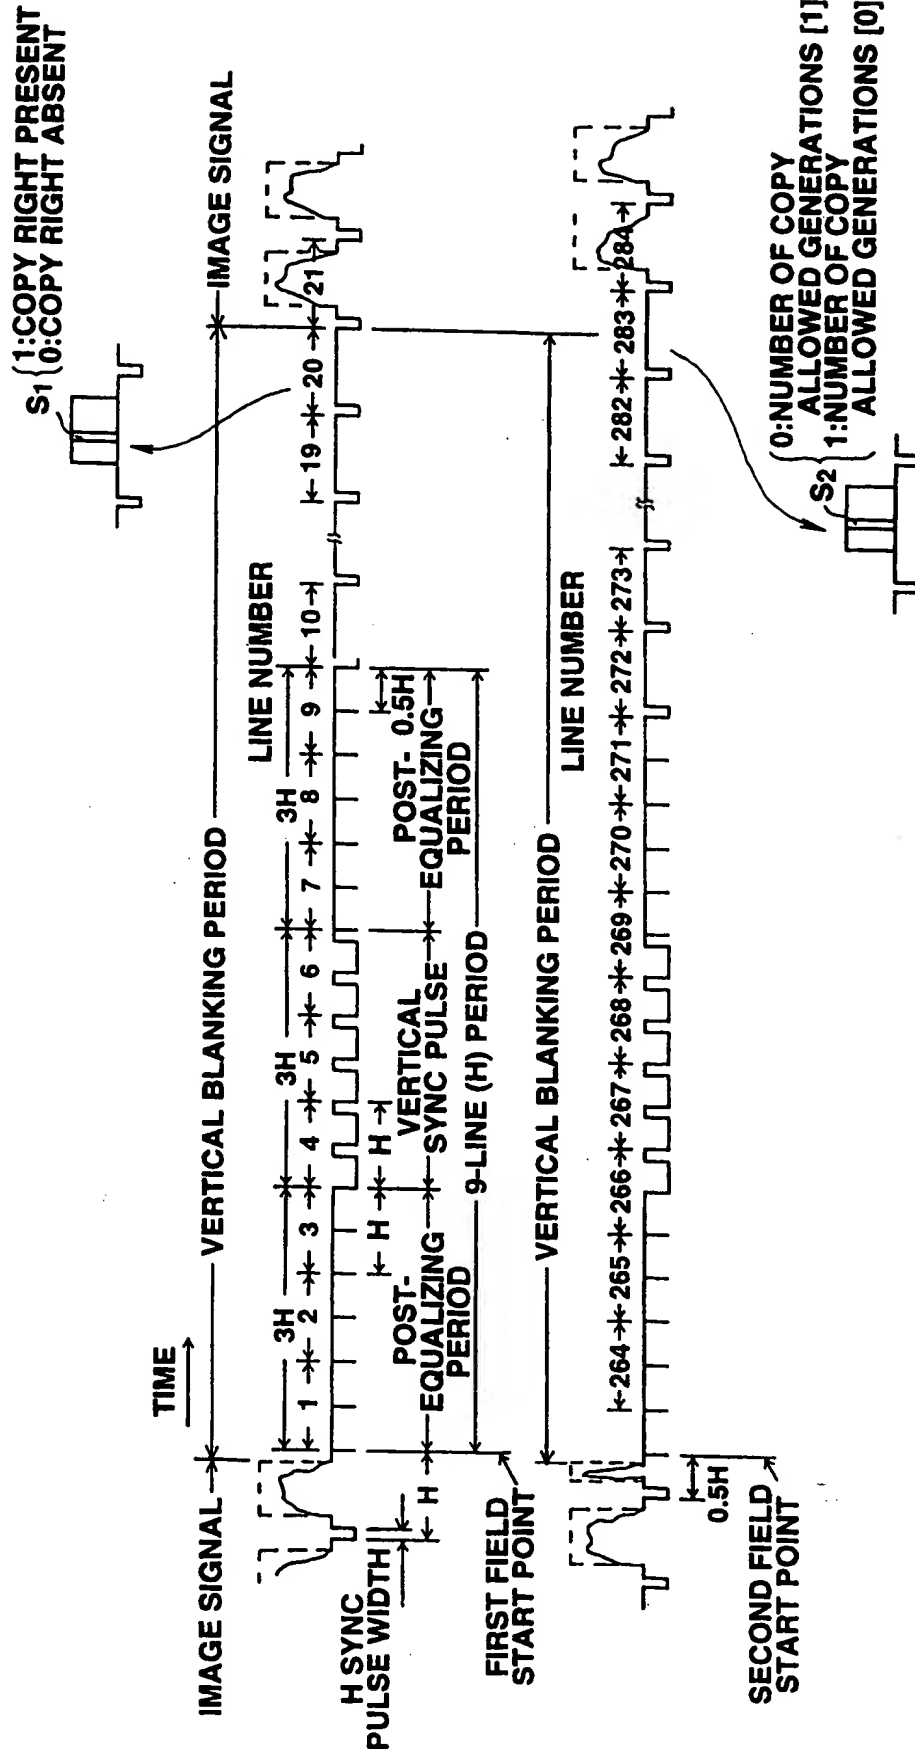 S1 { 1:COPY RIGHT PRESENT
0:COPY RIGHT ABSENT
TIME
IMAGE SIGNAL
VERTICAL BLANKING PERIOD
IMAGE SIGNAL
LINE NUMBER
3H
3H
3H
1
2
3
4
5
6
7
8
9
10
19
20
21
H SYNC
PULSE WIDTH
H
H
H
0.5H
POST-
EQUALIZING
PERIOD
VERTICAL
SYNC PULSE
POST-
EQUALIZING
PERIOD
9-LINE (H) PERIOD
FIRST FIELD
START POINT
VERTICAL BLANKING PERIOD
LINE NUMBER
264
265
266
267
268
269
270
271
272
273
282
283
284
0.5H
SECOND FIELD
START POINT
S2 { 0:NUMBER OF COPY
ALLOWED GENERATIONS [1]
1:NUMBER OF COPY
ALLOWED GENERATIONS [0]